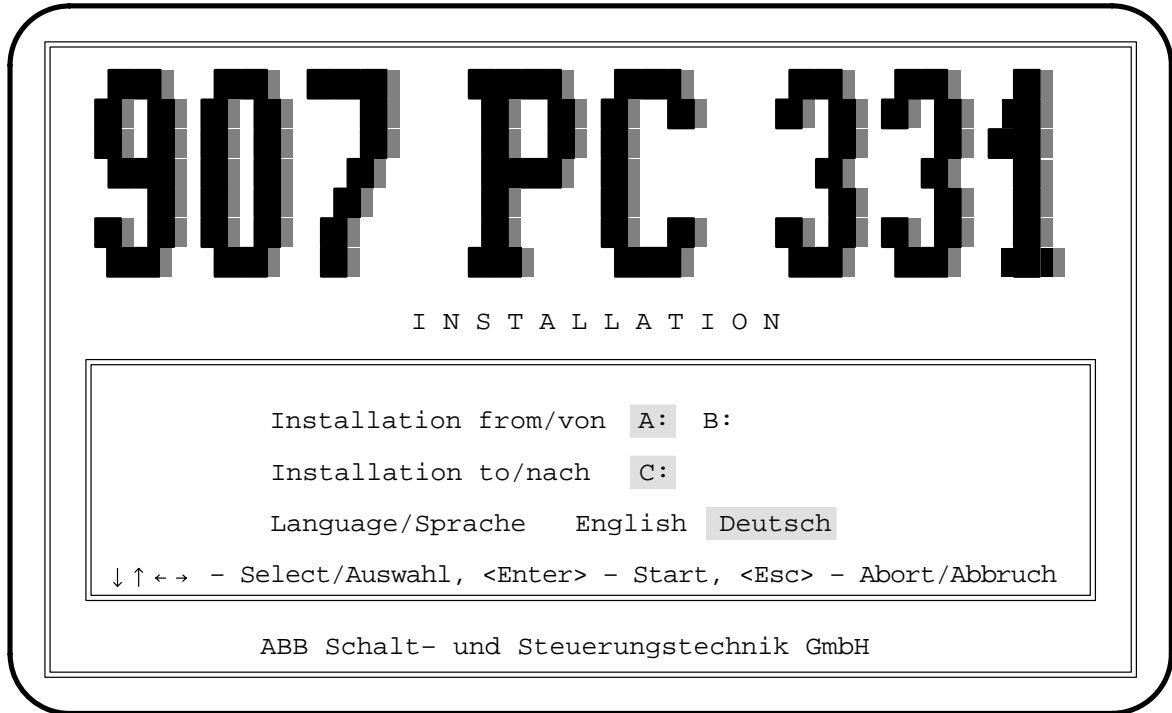 907 PC 331
I N S T A L L A T I O N
Installation from/von A: B:
Installation to/nach C:
Language/Sprache English Deutsch
↓↑←→ – Select/Auswahl, <Enter> – Start, <Esc> – Abort/Abbruch
ABB Schalt– und Steuerungstechnik GmbH